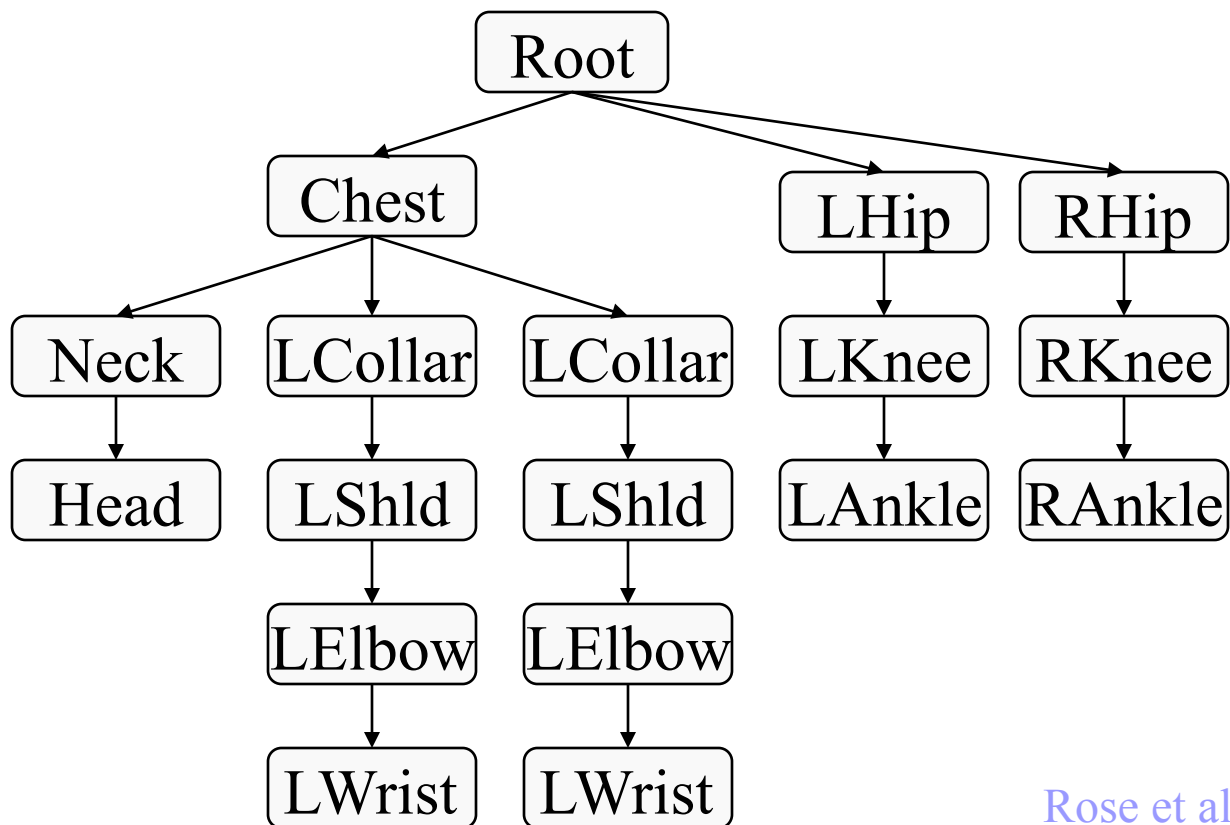 Root
Chest
LHip
RHip
Neck
LCollar
LCollar
LKnee
RKnee
Head
LShld
LShld
LAnkle
RAnkle
LElbow
LElbow
LWrist
LWrist
Rose et al